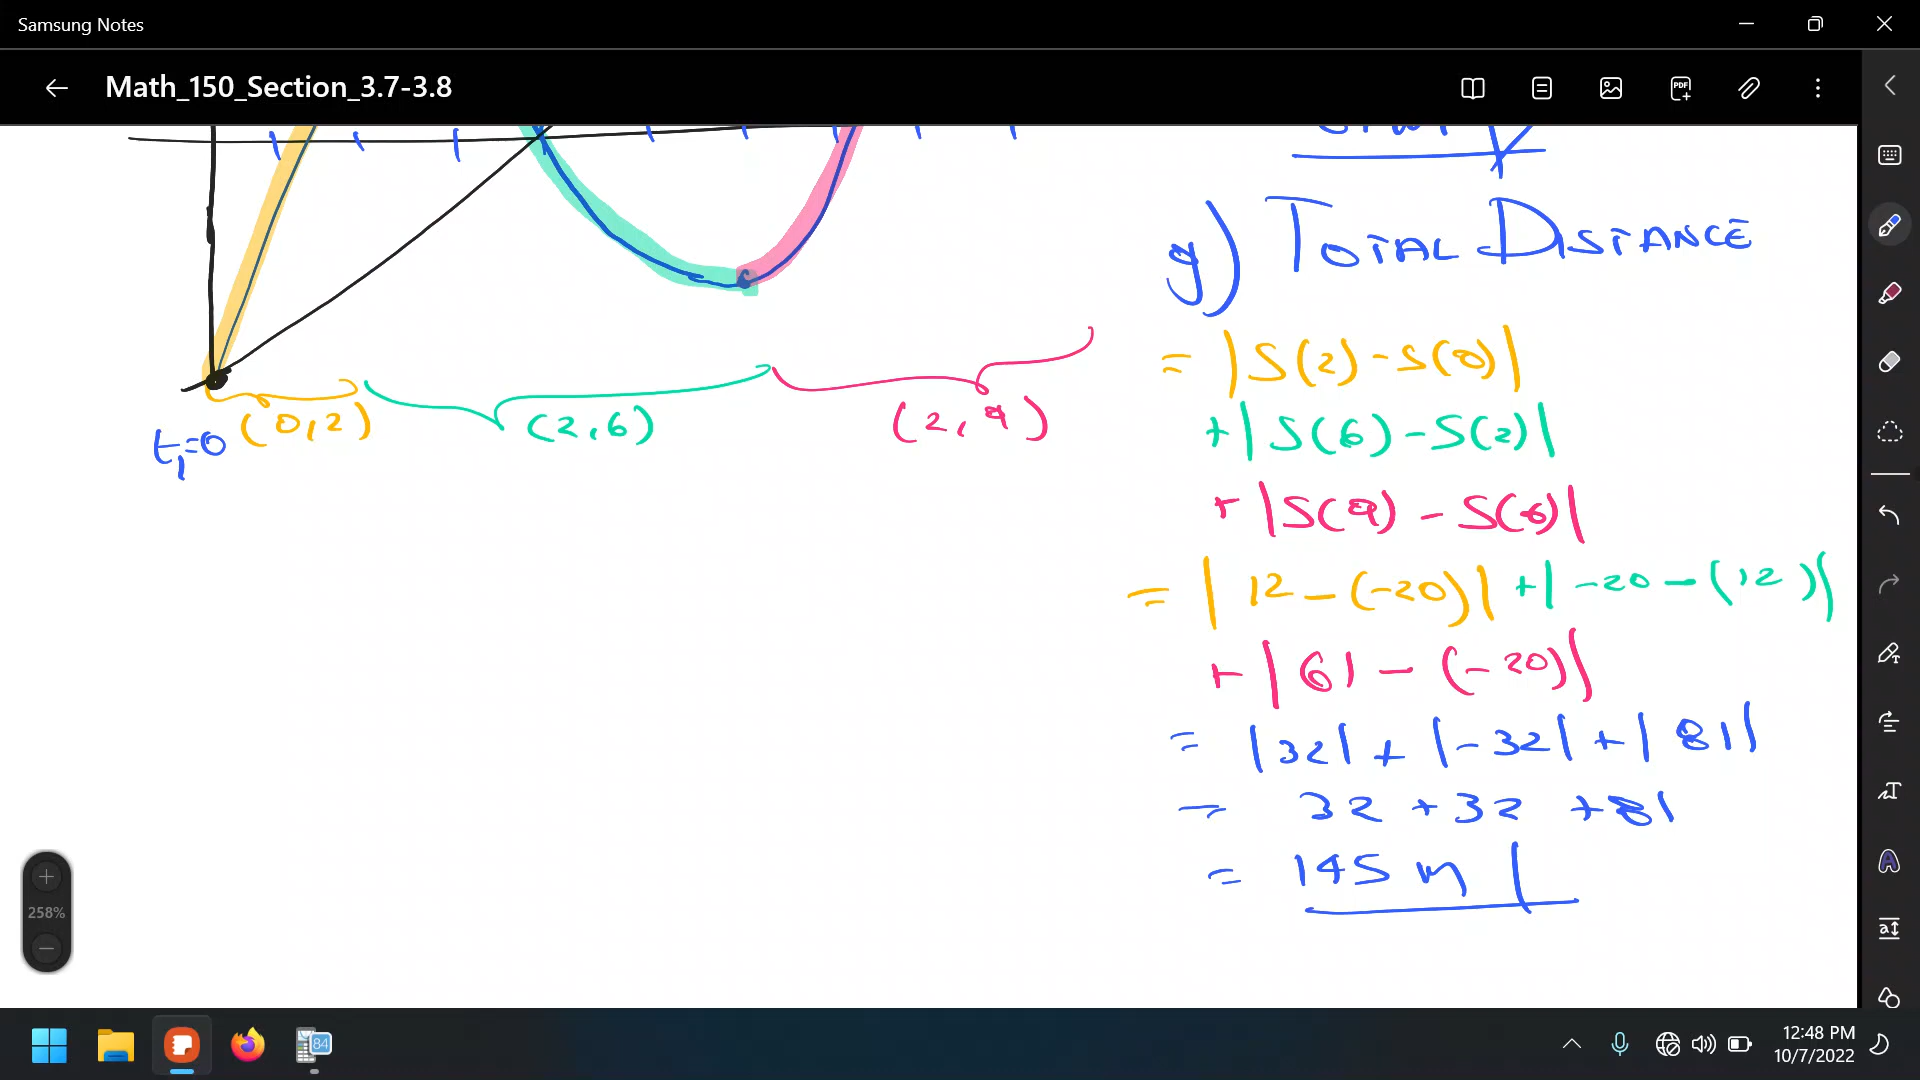 Samsung Notes
Math_150_Section_3.7-3.8
g) TOTAL DISTANCE
= |S(2) - S(0)|
+ |S(6) - S(2)|
+ |S(9) - S(6)|
= | 12 - (-20)| + | -20 - (12)|
+ | 61 - (-20)|
= |32| + |-32| + | 81|
= 32 + 32 + 81
= 145 m
t₁=0
(0,2)
(2,6)
(2,9)
258%
PDF
84
12:48 PM
10/7/2022